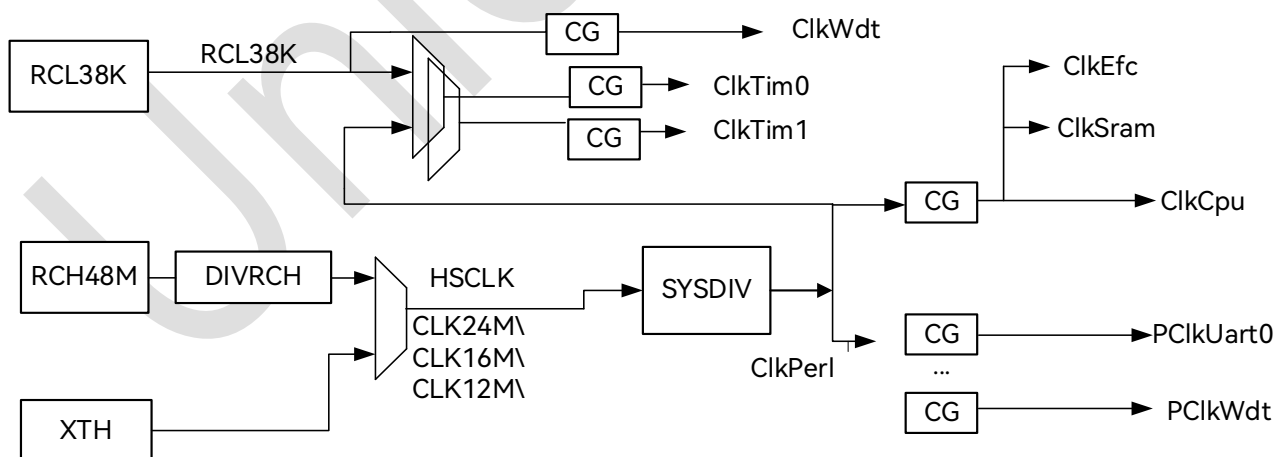 CG
ClkWdt
RCL38K
RCL38K
CG
ClkTim0
CG
ClkTim1
ClkEfc
ClkSram
CG
ClkCpu
RCH48M
DIVRCH
HSCLK
CLK24M\
CLK16M\
CLK12M\
SYSDIV
ClkPerl
CG
PClkUart0
...
CG
PClkWdt
XTH